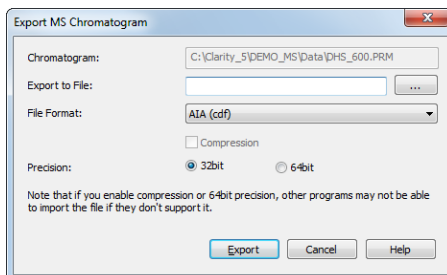 Export MS Chromatogram
Chromatogram: C:\Clarity_5\DEMO_MS\Data\DHS_600.PRM
Export to File: ...
File Format: AIA (cdf)
Compression
Precision: 32bit 64bit
Note that if you enable compression or 64bit precision, other programs may not be able
to import the file if they don't support it.
Export Cancel Help